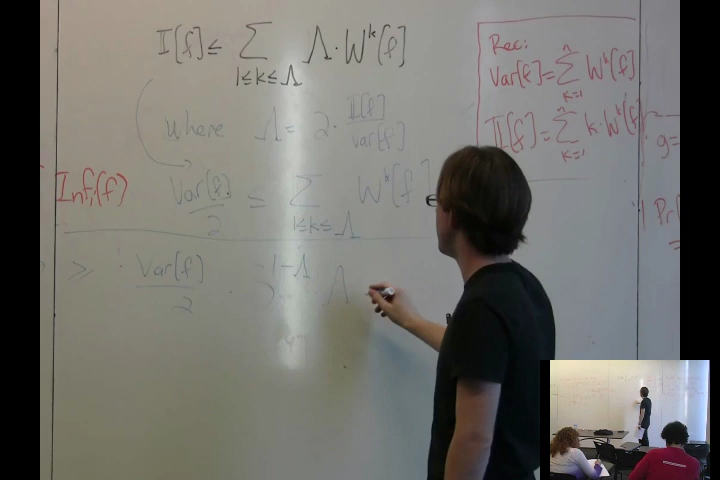 𝕀[f] ≤ ∑ Λ·W^k[f]
1≤k≤Λ
where Λ = 2 · 𝕀[f] / Var[f]
Var[f] / 2 ≤ ∑ W^k[f]
1≤k≤Λ
≥ Var[f] / 2 ·
Inf_i(f)
Rec:
Var[f] = ∑_{k=1}^n W^k[f]
𝕀[f] = ∑_{k=1}^n k·W^k[f]
g=
Pr[